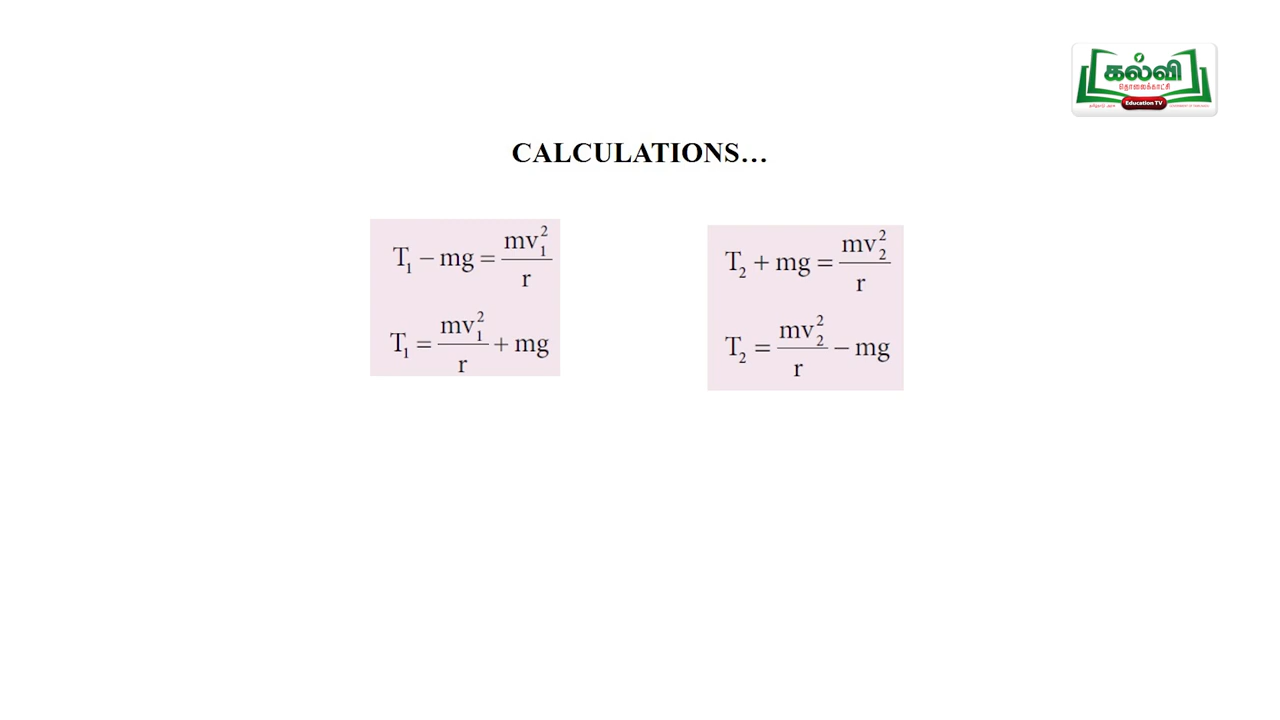 கல்வி
தொலைக்காட்சி
Education TV
CALCULATIONS…
T₁ − mg = mv₁²/r
T₁ = mv₁²/r + mg
T₂ + mg = mv₂²/r
T₂ = mv₂²/r − mg